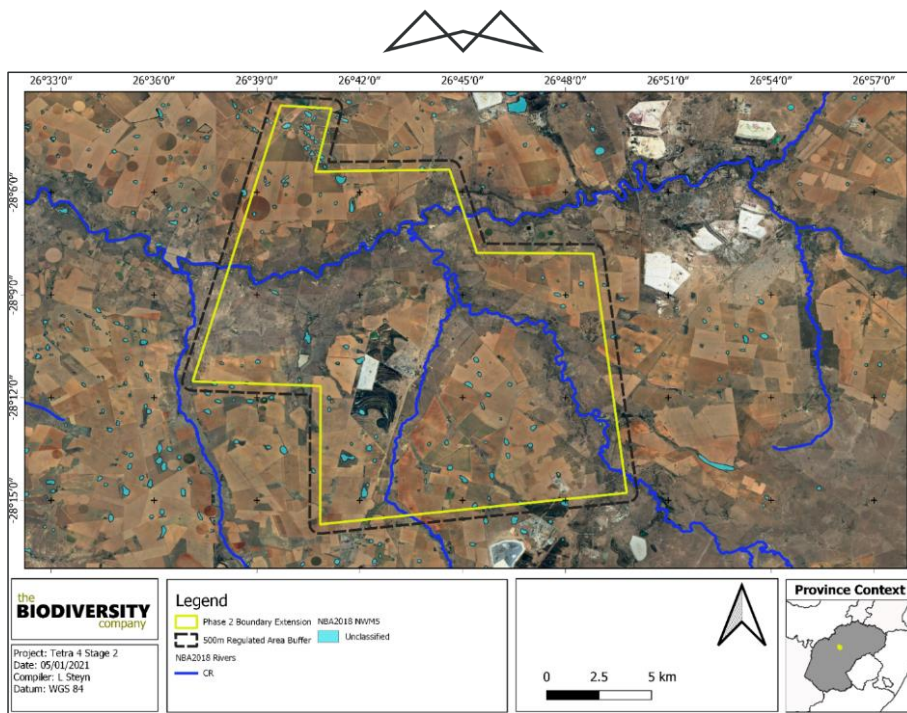 26°33'0" 26°36'0" 26°39'0" 26°42'0" 26°45'0" 26°48'0" 26°51'0" 26°54'0" 26°57'0"
-28°6'0"
-28°9'0"
-28°12'0"
-28°15'0"
the
BIODIVERSITY
company
Project: Tetra 4 Stage 2
Date: 05/01/2021
Compiler: L Steyn
Datum: WGS 84
Legend
Phase 2 Boundary Extension
500m Regulated Area Buffer
NBA2018 Rivers
CR
NBA2018 NWM5
Unclassified
0 2.5 5 km
Province Context